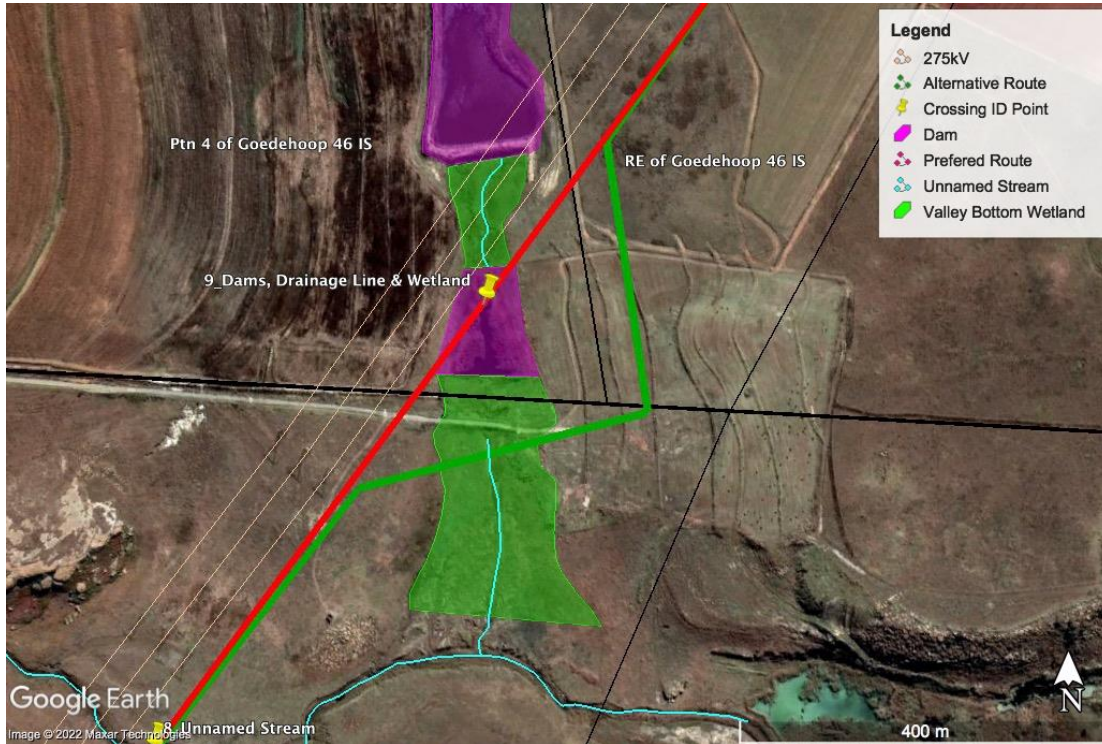 Legend
275kV
Alternative Route
Crossing ID Point
Dam
Prefered Route
Unnamed Stream
Valley Bottom Wetland
Ptn 4 of Goedehoop 46 IS
RE of Goedehoop 46 IS
9_Dams, Drainage Line & Wetland
8_Unnamed Stream
Google Earth
Image © 2022 Maxar Technologies
400 m
N